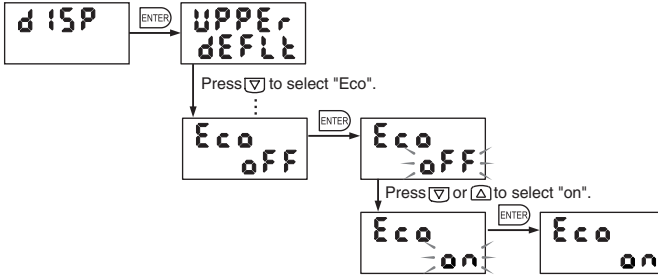 dISP
ENTER
UPPEr
dEFLt
Press ▽ to select "Eco".
Eco
oFF
ENTER
Eco
oFF
Press ▽ or △ to select "on".
Eco
on
ENTER
Eco
on